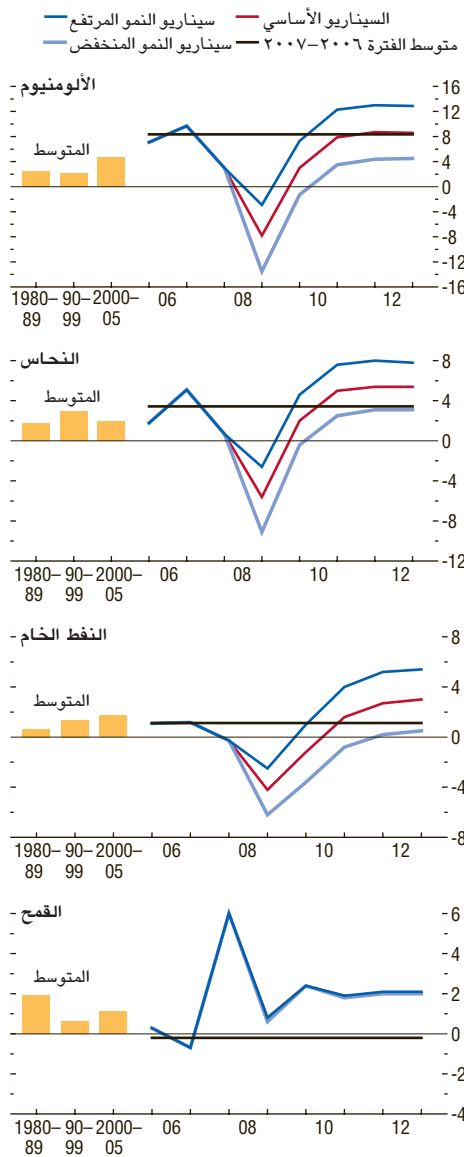 السيناريو الأساسي سيناريو النمو المرتفع
متوسط الفترة ٢٠٠٦–٢٠٠٧ سيناريو النمو المنخفض
الألومنيوم
المتوسط
16
12
8
4
0
-4
-8
-12
-16
1980– 90– 2000– 06 08 10 12
89 99 05
النحاس
المتوسط
8
4
0
-4
-8
-12
1980– 90– 2000– 06 08 10 12
89 99 05
النفط الخام
المتوسط
8
4
0
-4
-8
1980– 90– 2000– 06 08 10 12
89 99 05
القمح
المتوسط
6
4
2
0
-2
-4
1980– 90– 2000– 06 08 10 12
89 99 05